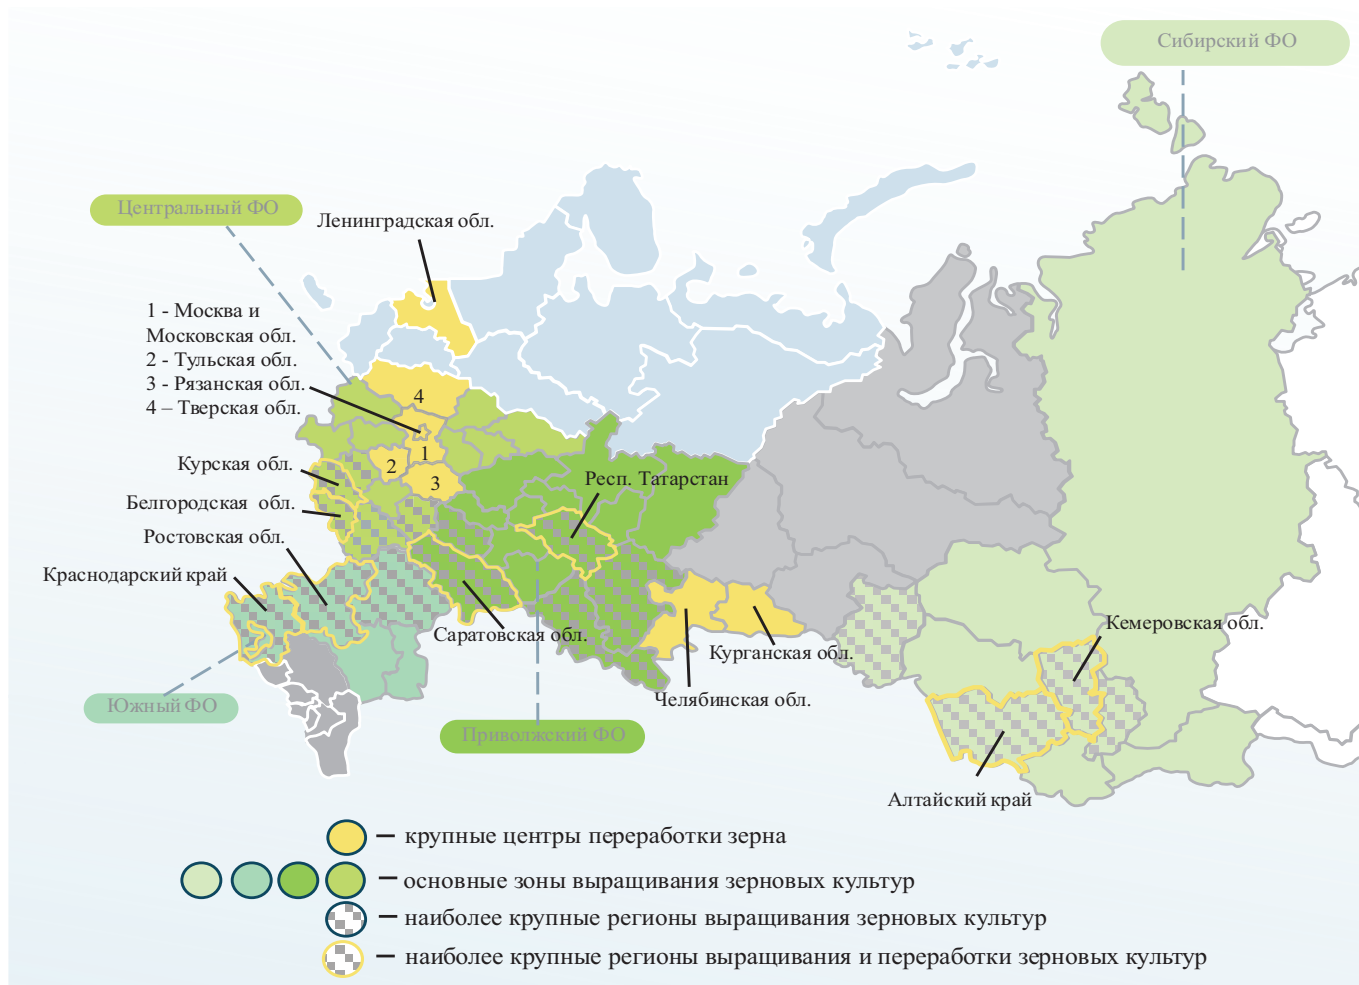 Сибирский ФО
Центральный ФО
Ленинградская обл.
1 - Москва и
Московская обл.
2 - Тульская обл.
3 - Рязанская обл.
4 – Тверская обл.
4
1
2
3
Курская обл.
Белгородская обл.
Ростовская обл.
Краснодарский край
Респ. Татарстан
Саратовская обл.
Курганская обл.
Кемеровская обл.
Челябинская обл.
Южный ФО
Приволжский ФО
Алтайский край
– крупные центры переработки зерна
– основные зоны выращивания зерновых культур
– наиболее крупные регионы выращивания зерновых культур
– наиболее крупные регионы выращивания и переработки зерновых культур